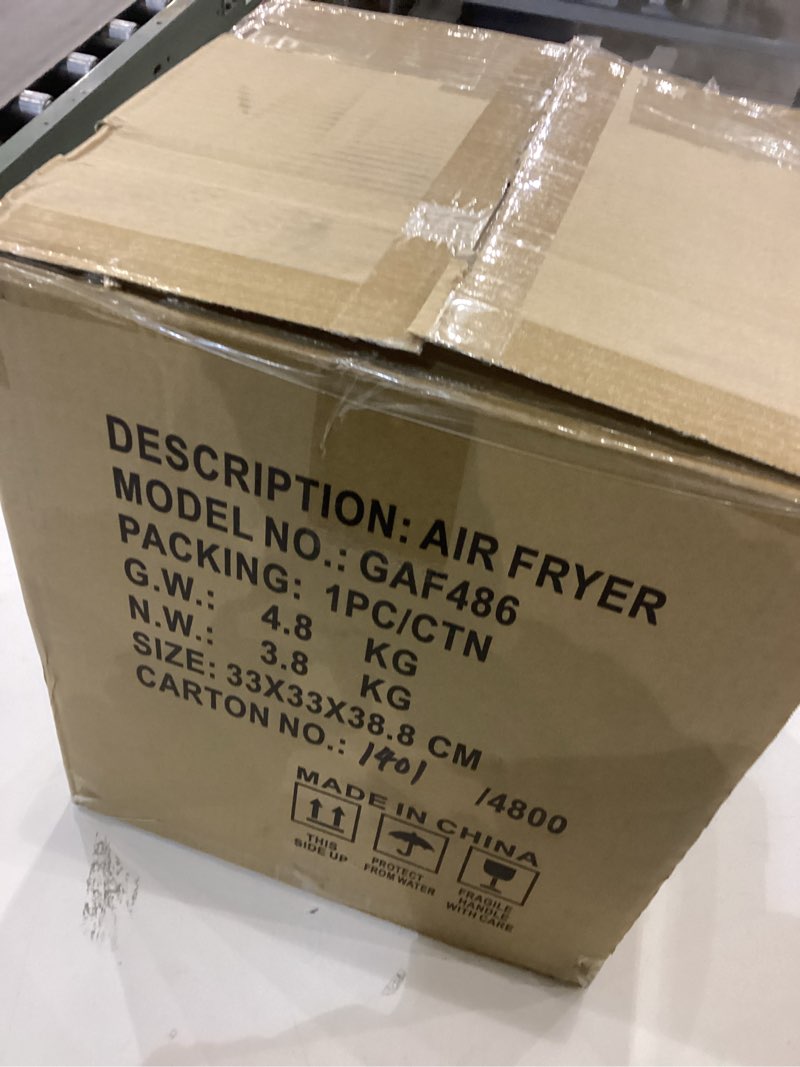 DESCRIPTION: AIR FRYER
MODEL NO.: GAF486
PACKING: 1PC/CTN
G.W.: 4.8 KG
N.W.: 3.8 KG
SIZE: 33X33X38.8 CM
CARTON NO.: 1401 /4800
MADE IN CHINA
THIS
SIDE UP
PROTECT
FROM WATER
FRAGILE
HANDLE
WITH CARE